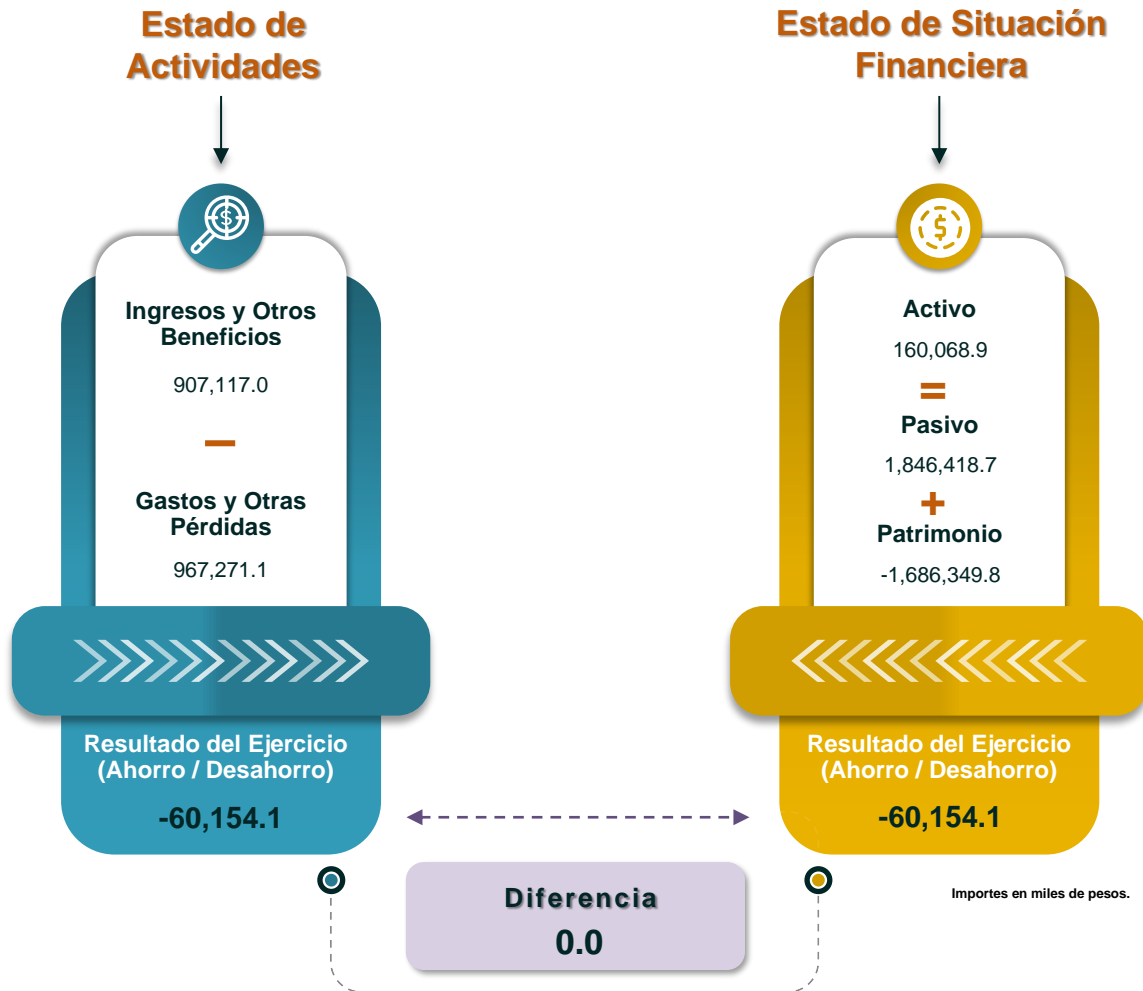 Estado de
Actividades
Ingresos y Otros
Beneficios
907,117.0
–
Gastos y Otras
Pérdidas
967,271.1
Resultado del Ejercicio
(Ahorro / Desahorro)
-60,154.1
Estado de Situación
Financiera
Activo
160,068.9
=
Pasivo
1,846,418.7
+
Patrimonio
-1,686,349.8
Resultado del Ejercicio
(Ahorro / Desahorro)
-60,154.1
Diferencia
0.0
Importes en miles de pesos.